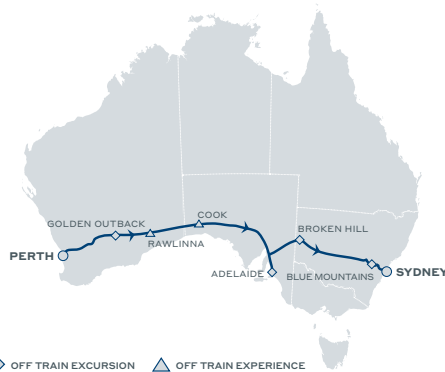 COOK
GOLDEN OUTBACK
BROKEN HILL
RAWLINNA
PERTH
ADELAIDE
BLUE MOUNTAINS
SYDNEY
OFF TRAIN EXCURSION
OFF TRAIN EXPERIENCE